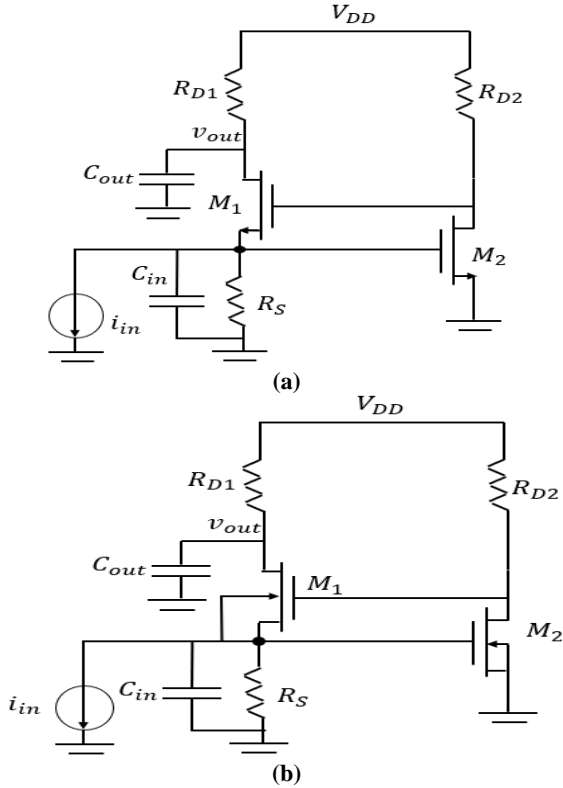 V_DD
R_D1
R_D2
v_out
C_out
M_1
M_2
C_in
R_S
i_in
(a)
V_DD
R_D1
R_D2
v_out
C_out
M_1
M_2
C_in
R_S
i_in
(b)